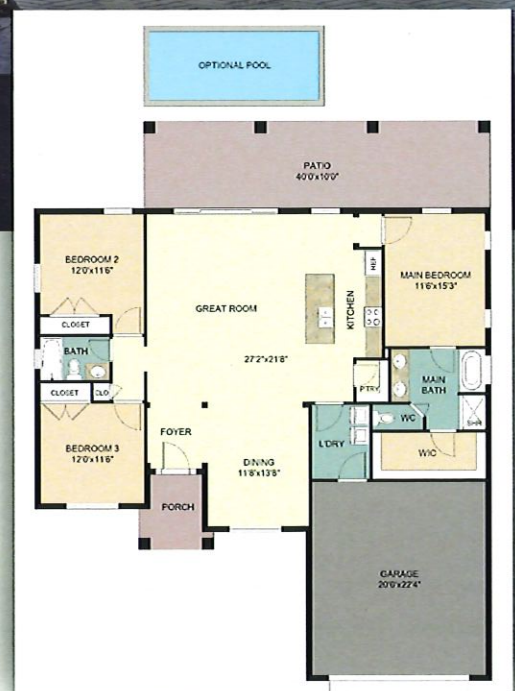 OPTIONAL POOL
PATIO
40'0"x10'0"
BEDROOM 2
12'0"x11'6"
CLOSET
BATH
CLOSET
CLO
BEDROOM 3
12'0"x11'6"
GREAT ROOM
27'2"x21'8"
KITCHEN
REF
PTRY
MAIN BEDROOM
11'6"x15'3"
MAIN
BATH
WC
SHR
WIC
L'DRY
FOYER
DINING
11'8"x13'8"
PORCH
GARAGE
20'0"x22'4"